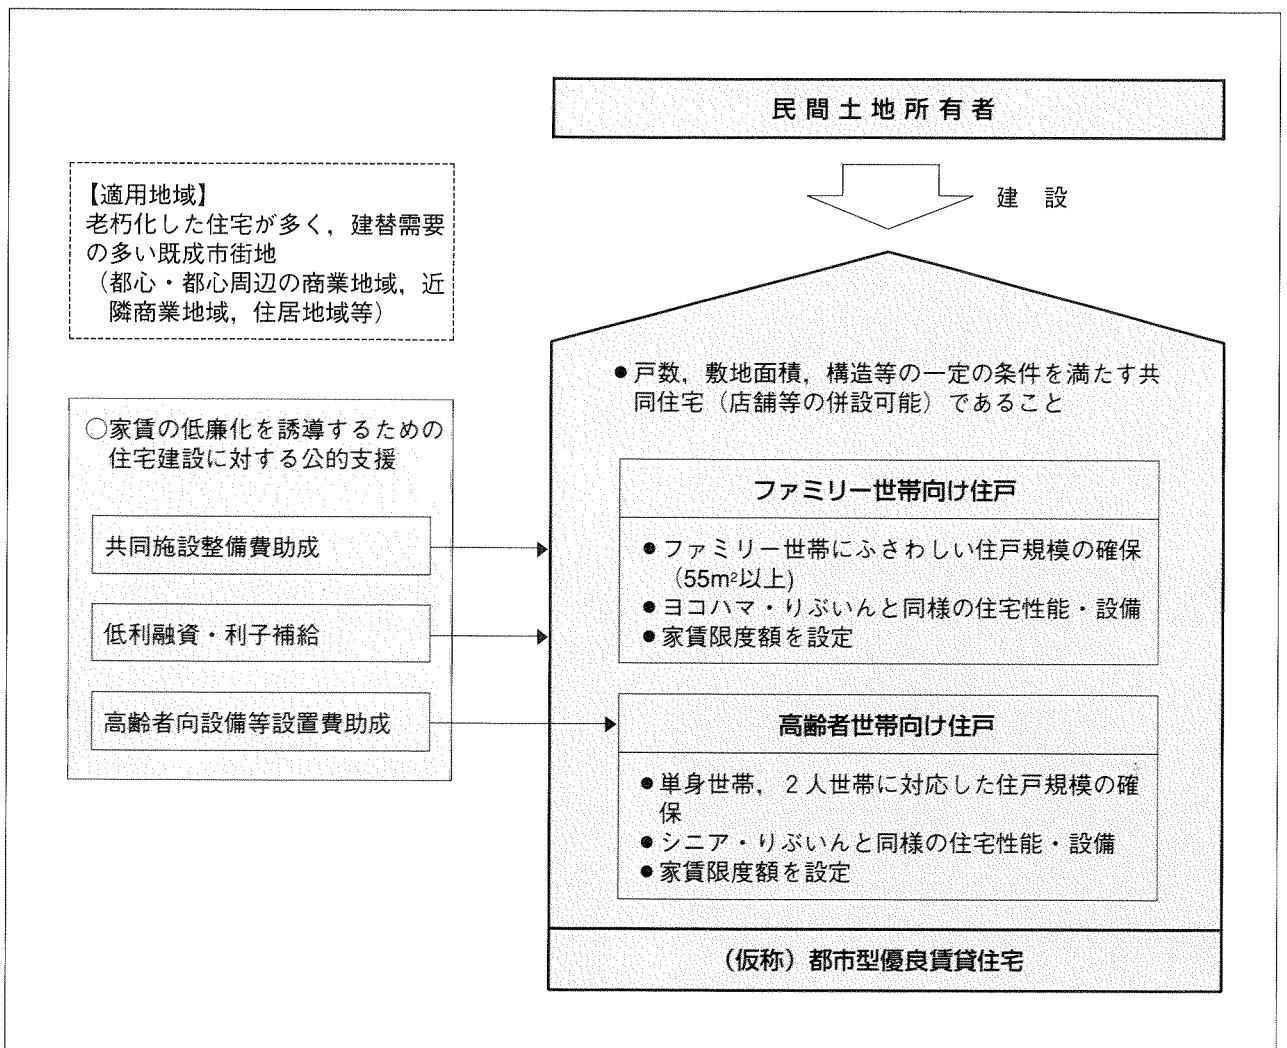 民間土地所有者
建設
【適用地域】
老朽化した住宅が多く，建替需要
の多い既成市街地
（都心・都心周辺の商業地域，近
隣商業地域，住居地域等）
○家賃の低廉化を誘導するための
住宅建設に対する公的支援
共同施設整備費助成
低利融資・利子補給
高齢者向設備等設置費助成
●戸数，敷地面積，構造等の一定の条件を満たす共
同住宅（店舗等の併設可能）であること
ファミリー世帯向け住戸
●ファミリー世帯にふさわしい住戸規模の確保
（55m²以上)
●ヨコハマ・りぶいんと同様の住宅性能・設備
●家賃限度額を設定
高齢者世帯向け住戸
●単身世帯，２人世帯に対応した住戸規模の確
保
●シニア・りぶいんと同様の住宅性能・設備
●家賃限度額を設定
（仮称）都市型優良賃貸住宅